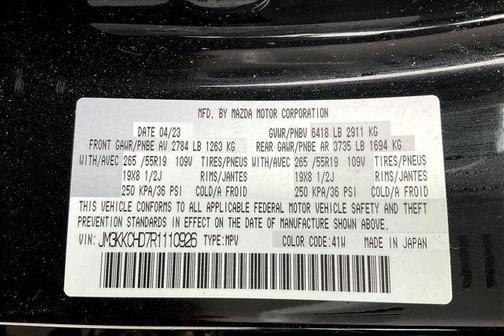 MFD. BY MAZDA MOTOR CORPORATION
DATE 04/23 GVWR/PNBV 6418 LB 2911 KG
FRONT GAWR/PNBE AV 2784 LB 1263 KG REAR GAWR/PNBE AR 3735 LB 1694 KG
WITH/AVEC 265 /55R19 109V TIRES/PNEUS WITH/AVEC 265 /55R19 109V TIRES/PNEUS
19X8 1/2J RIMS/JANTES 19X8 1/2J RIMS/JANTES
250 KPA/36 PSI COLD/A FROID 250 KPA/36 PSI COLD/A FROID
THIS VEHICLE CONFORMS TO ALL APPLICABLE FEDERAL MOTOR VEHICLE SAFETY AND THEFT
PREVENTION STANDARDS IN EFFECT ON THE DATE OF MANUFACTURE SHOWN ABOVE.
VIN: JM3KKCHD7R1110926 TYPE:MPV COLOR CODE:41W MADE IN JAPAN